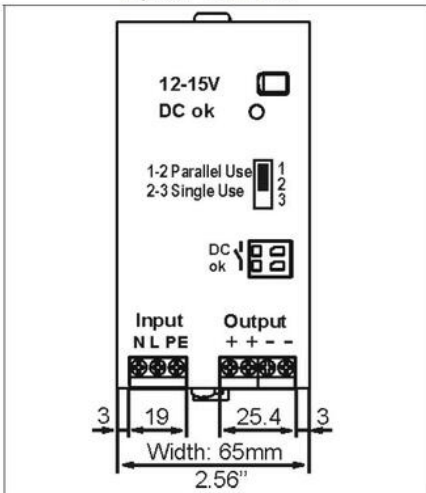 12-15V
DC ok
1-2 Parallel Use 1
2-3 Single Use 2
3
DC
ok
Input Output
N L PE + + - -
3 19 25.4 3
Width: 65mm
2.56"